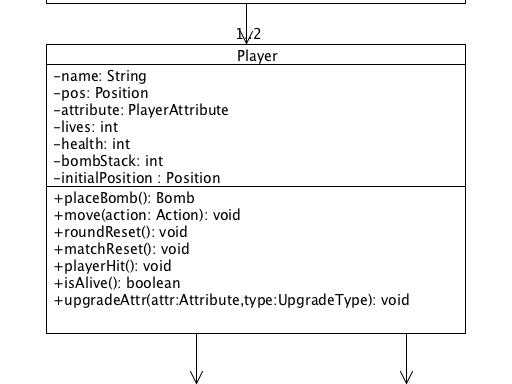 1..2
Player
-name: String
-pos: Position
-attribute: PlayerAttribute
-lives: int
-health: int
-bombStack: int
-initialPosition : Position
+placeBomb(): Bomb
+move(action: Action): void
+roundReset(): void
+matchReset(): void
+playerHit(): void
+isAlive(): boolean
+upgradeAttr(attr:Attribute,type:UpgradeType): void